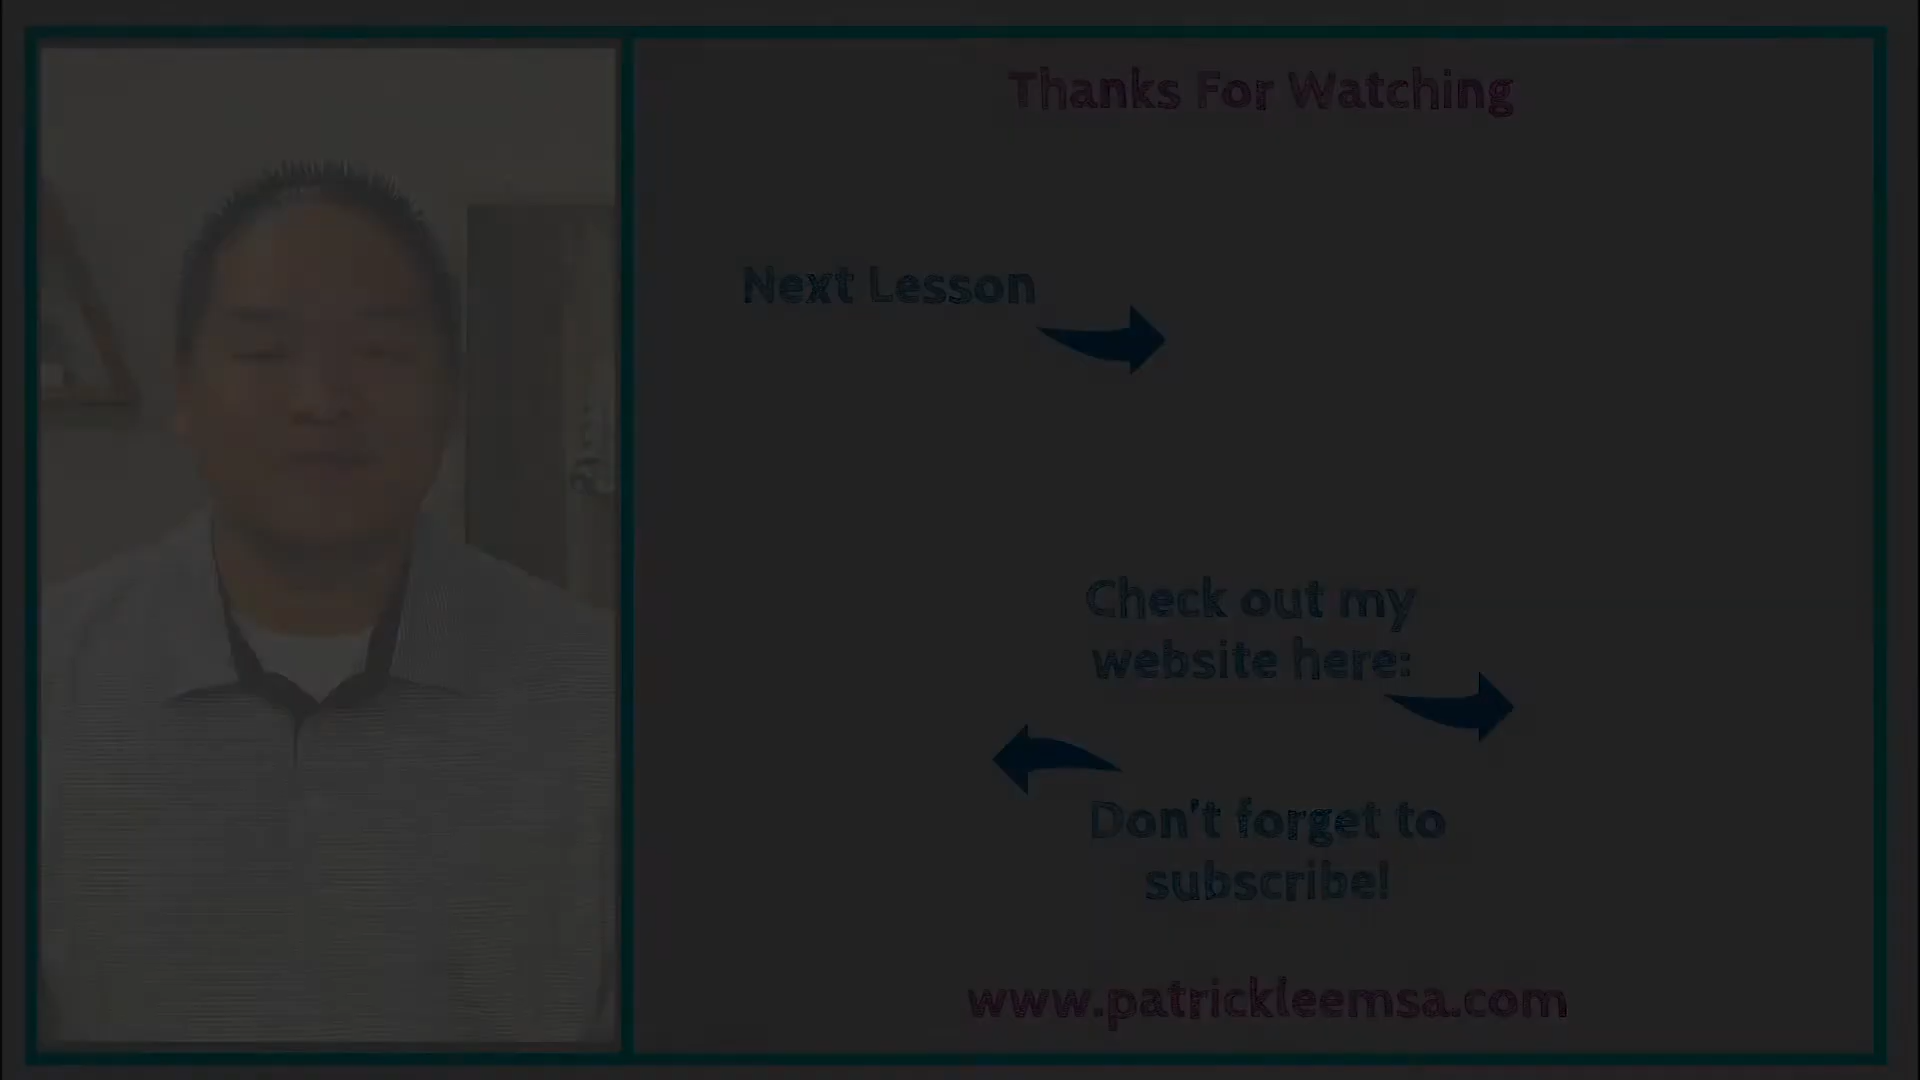 Thanks For Watching
Next Lesson
Check out my
website here:
Don't forget to
subscribe!
www.patrickleemsa.com